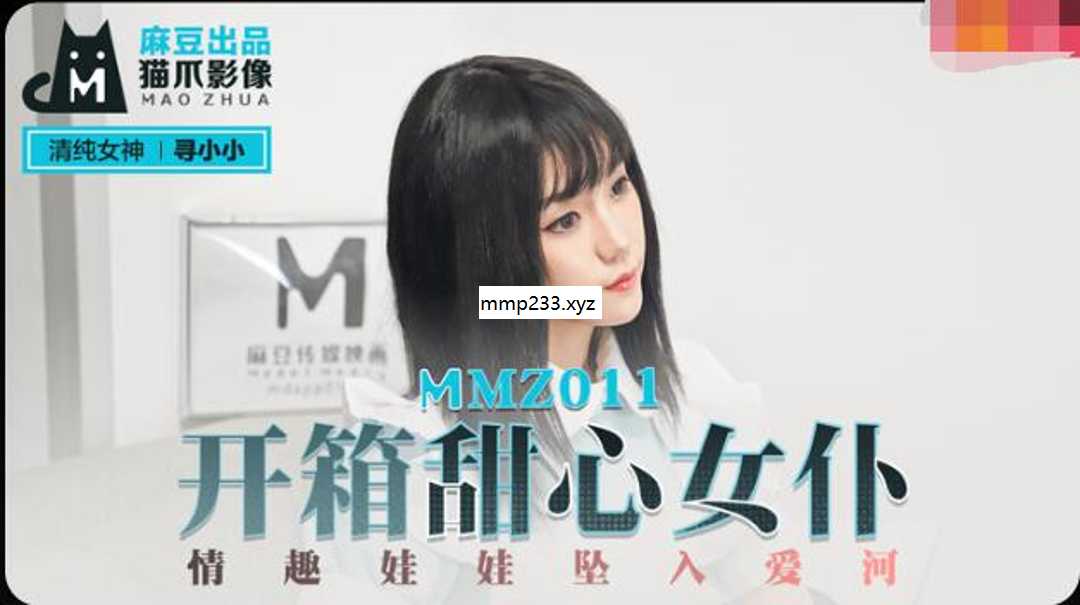 麻豆出品
猫爪影像
MAO ZHUA
清纯女神 | 寻小小
M
麻豆传媒映画
mmp233.xyz
MMZ011
开箱甜心女仆
情趣娃娃坠入爱河